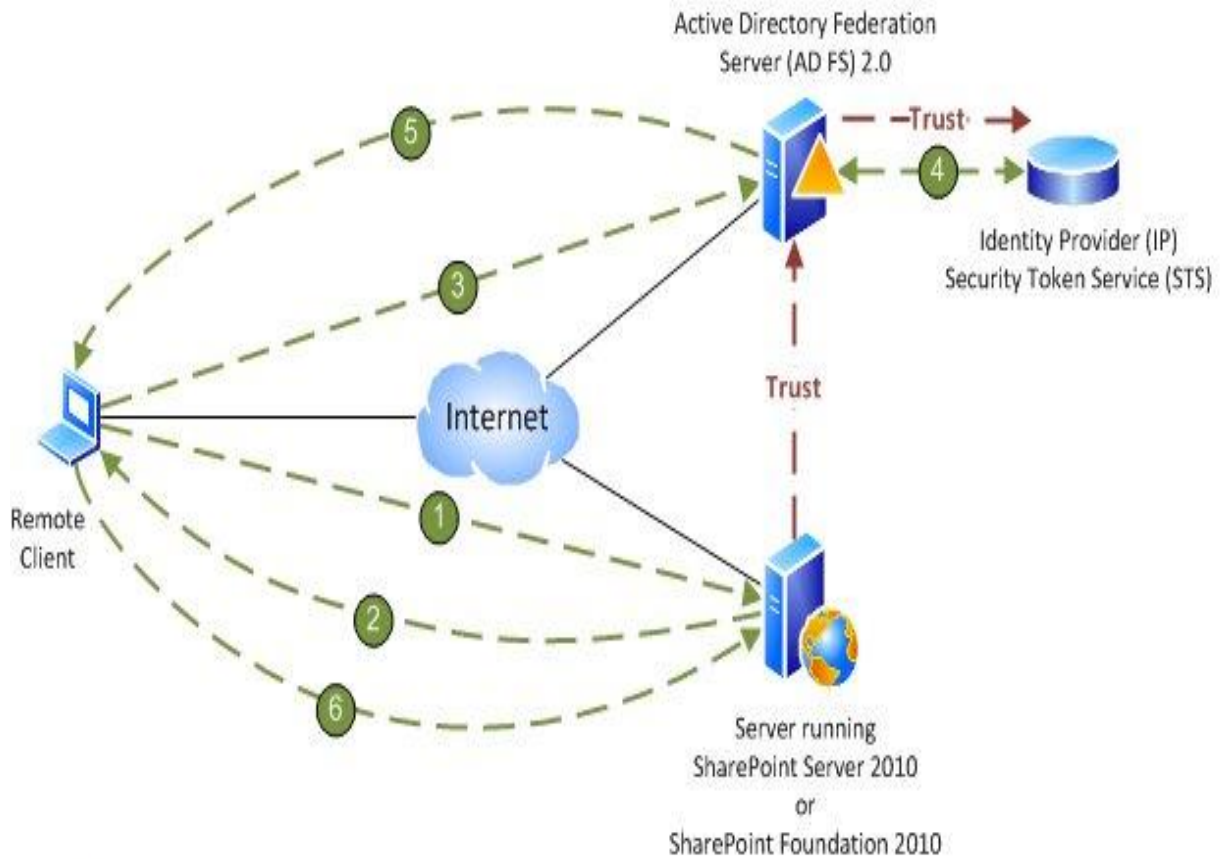 Active Directory Federation
Server (AD FS) 2.0
5
Trust
4
Identity Provider (IP)
Security Token Service (STS)
3
Trust
Internet
Remote
Client
1
2
6
Server running
SharePoint Server 2010
or
SharePoint Foundation 2010